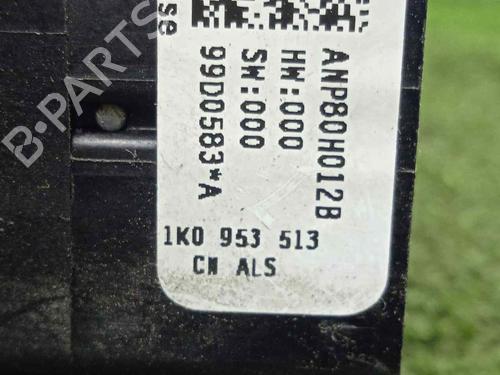 ANP80H012B
HW:000
SW:000
99D0583*A
1K0 953 513
CN ALS
B-PARTS